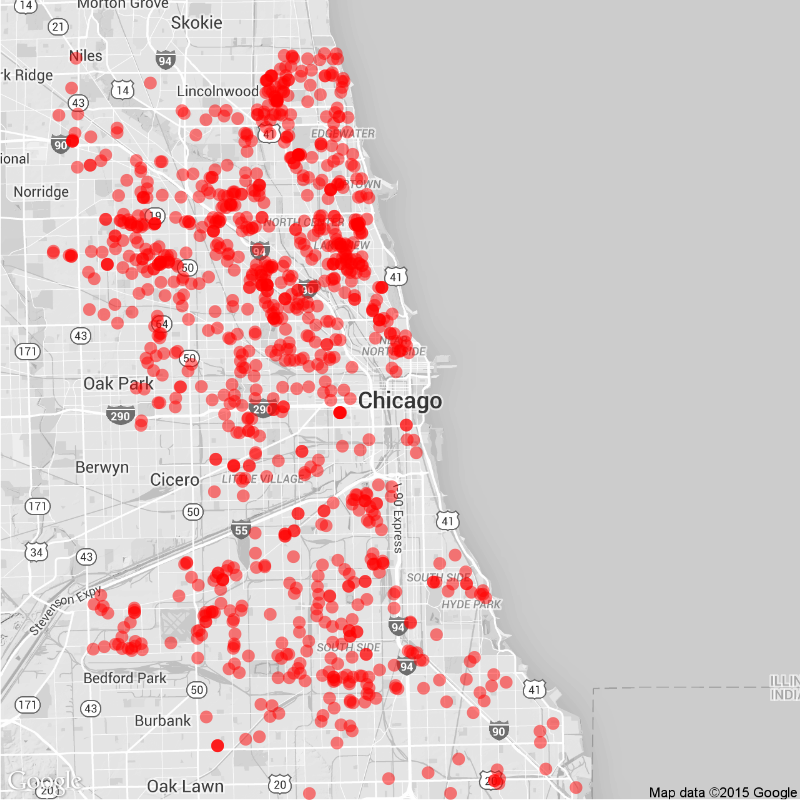 14
Morton Grove
21
Skokie
Niles
94
rk Ridge
14
Lincolnwood
43
41
EDGEWATER
90
ional
Norridge
PTOWN
19
NORTH CENTER
94
50
41
90
64
43
171
50
NORTH SIDE
Oak Park
290
290
Chicago
Berwyn
Cicero
LITTLE VILLAGE
171
50
I-90 Express
41
55
34
43
SOUTH SIDE
Stevenson Expy
HYDE PARK
94
SOUTH SIDE
94
Bedford Park
50
41
ILLIN
INDIA
171
43
Burbank
90
Google
Oak Lawn
20
20
20
Map data ©2015 Google